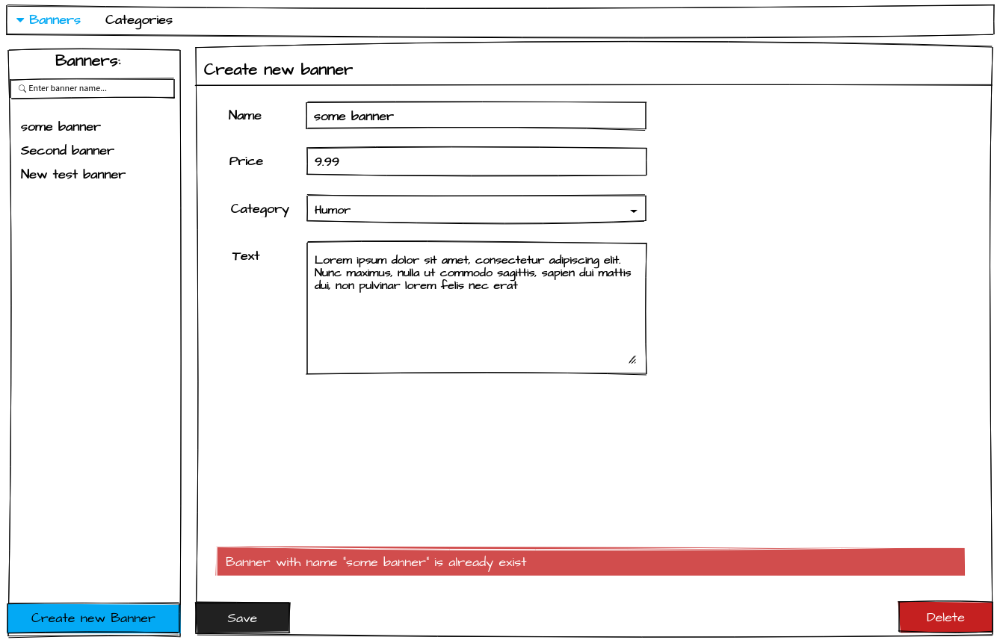 Banners Categories
Banners:
Enter banner name...
some banner
Second banner
New test banner
Create new Banner
Create new banner
Name some banner
Price 9.99
Category Humor
Text
Lorem ipsum dolor sit amet, consectetur adipiscing elit.
Nunc maximus, nulla ut commodo sagittis, sapien dui mattis
dui, non pulvinar lorem felis nec erat
Banner with name "some banner" is already exist
Save Delete